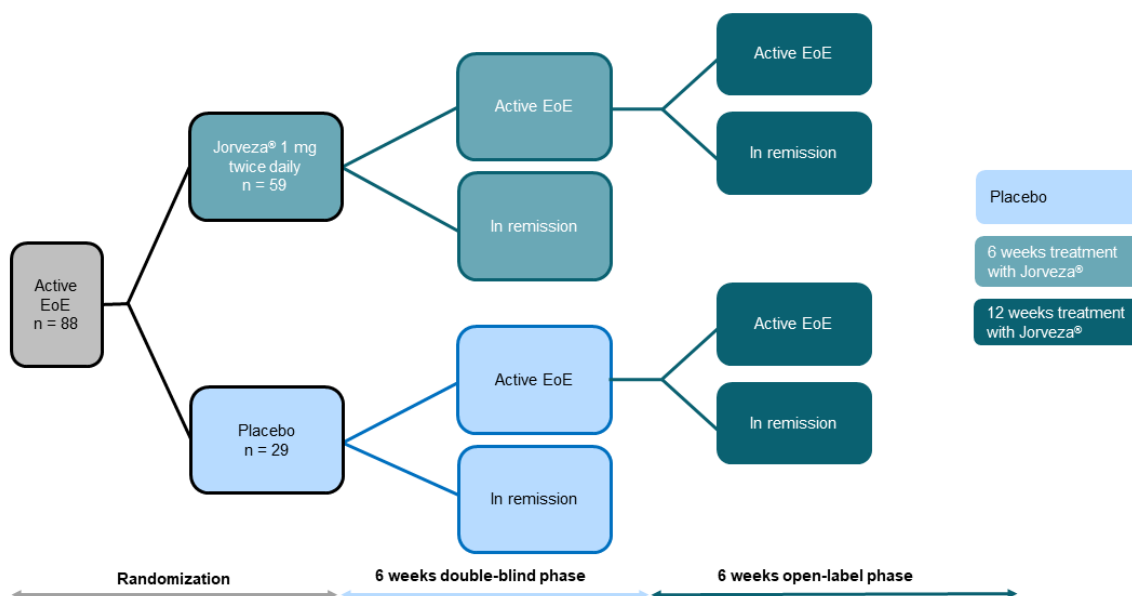 Active
EoE
n = 88
Jorveza® 1 mg
twice daily
n = 59
Placebo
n = 29
Active EoE
In remission
Active EoE
In remission
Active EoE
In remission
Active EoE
In remission
Placebo
6 weeks treatment
with Jorveza®
12 weeks treatment
with Jorveza®
Randomization
6 weeks double-blind phase
6 weeks open-label phase